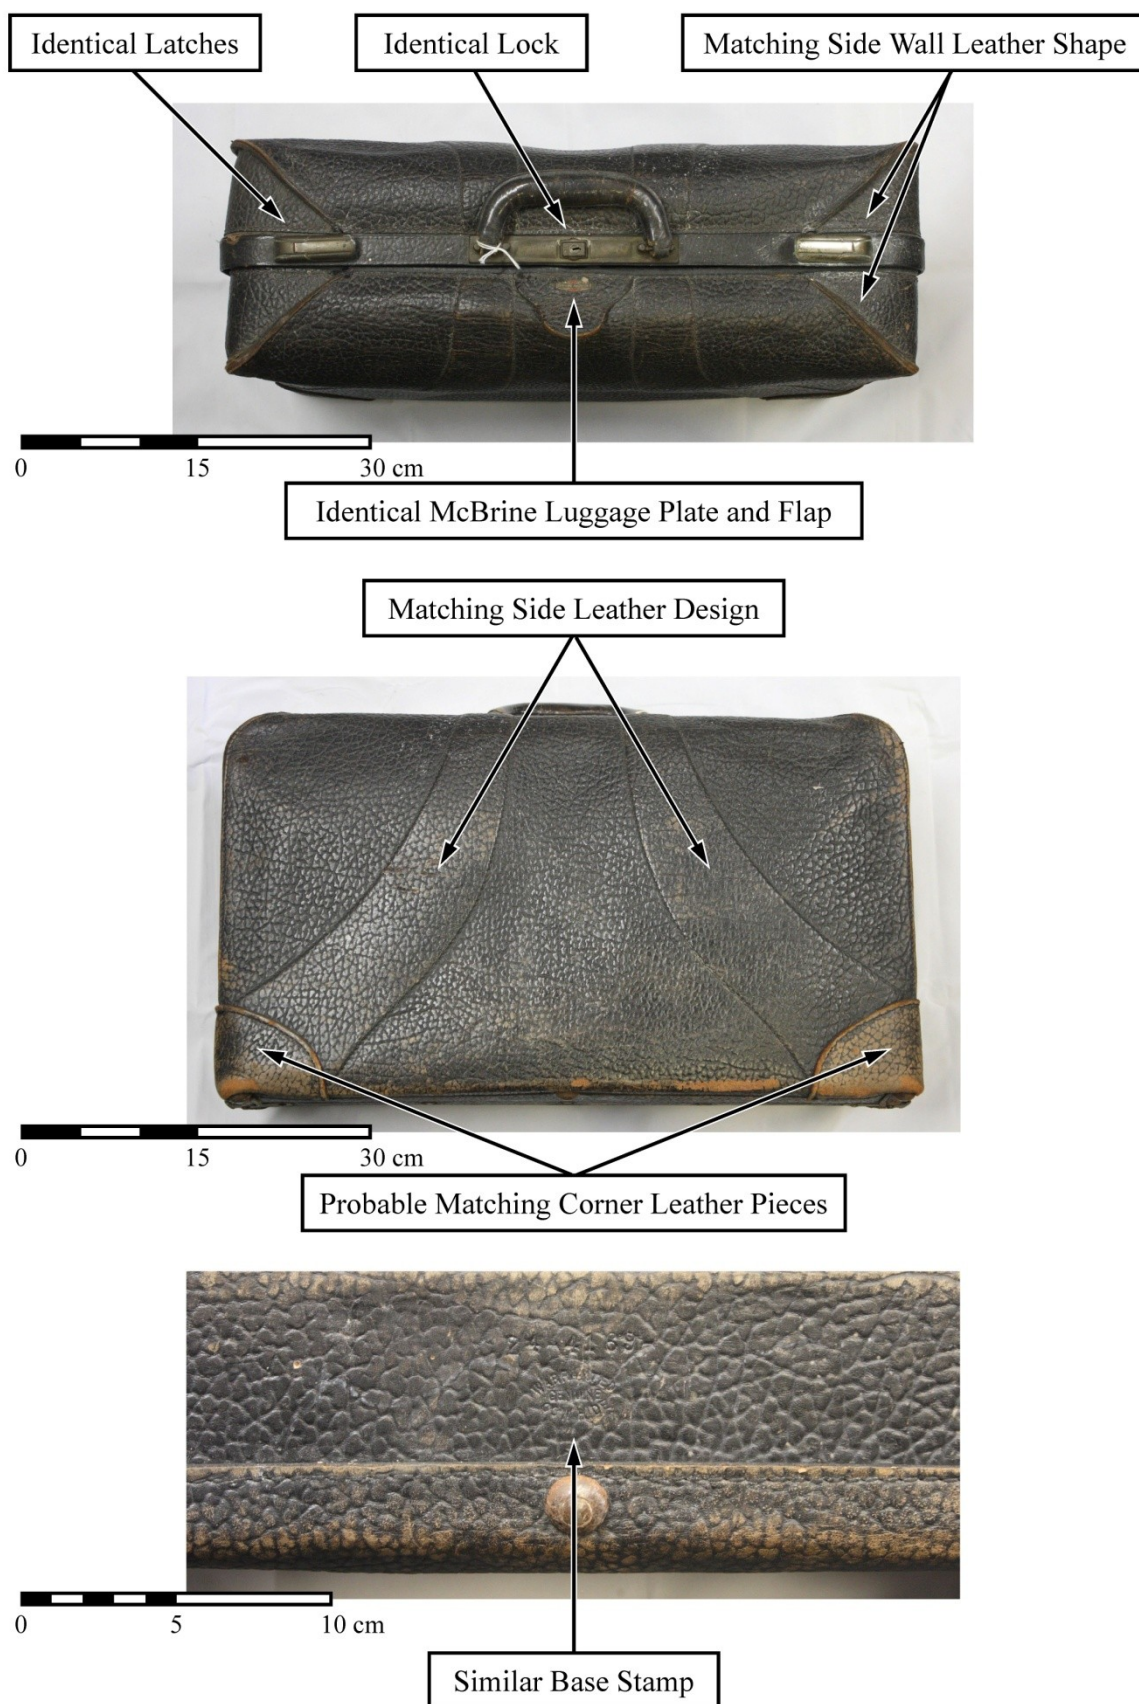 Identical Latches
Identical Lock
Matching Side Wall Leather Shape
0 15 30 cm
Identical McBrine Luggage Plate and Flap
Matching Side Leather Design
0 15 30 cm
Probable Matching Corner Leather Pieces
GENUINE
0 5 10 cm
Similar Base Stamp